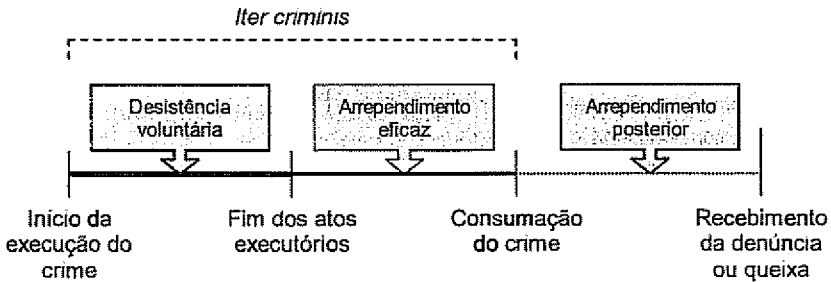 Iter criminis
Desistência
voluntária
Arrependimento
eficaz
Arrependimento
posterior
Início da
execução do
crime
Fim dos atos
executórios
Consumação
do crime
Recebimento
da denúncia
ou queixa